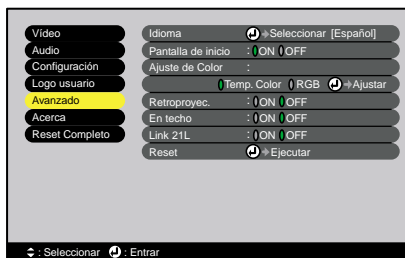 Vídeo
Audio
Configuración
Logo usuario
Avanzado
Acerca
Reset Completo
Idioma Seleccionar [Español]
Pantalla de inicio : ON OFF
Ajuste de Color :
Temp. Color RGB Ajustar
Retroproyec. : ON OFF
En techo : ON OFF
Link 21L : ON OFF
Reset Ejecutar
: Seleccionar : Entrar